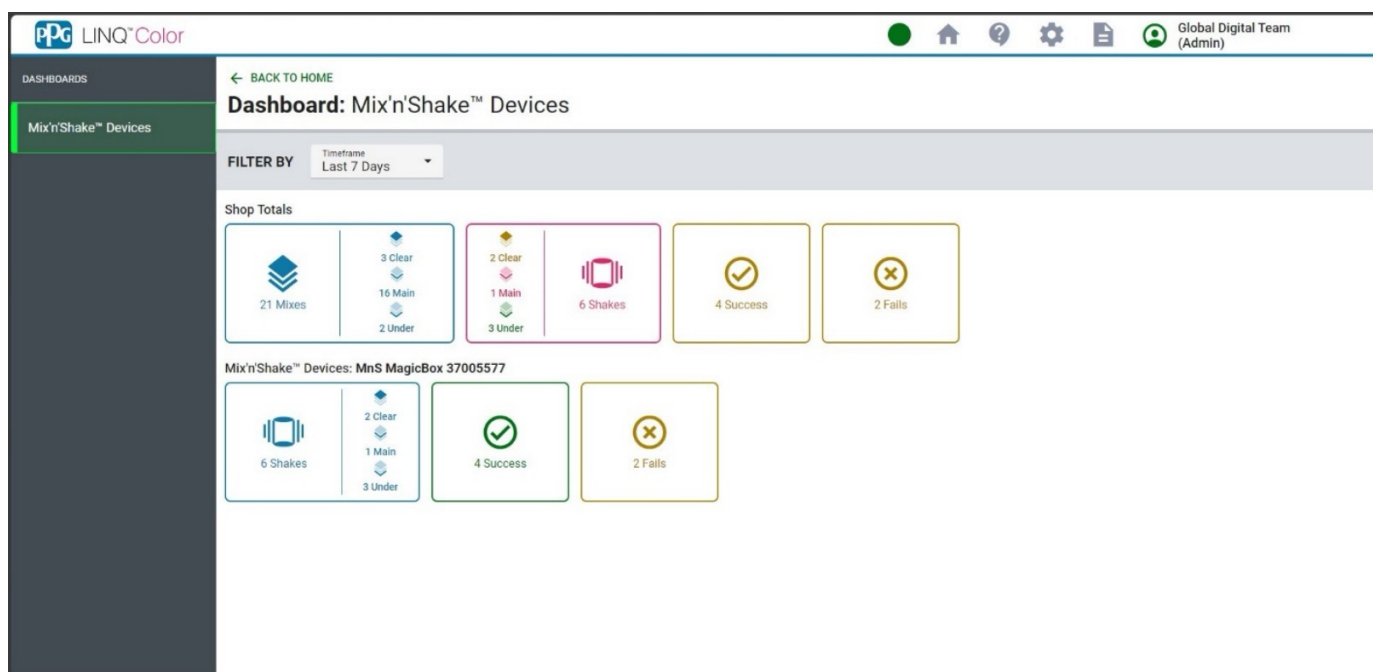 PPG LINQ™Color
Global Digital Team
(Admin)
DASHBOARDS
Mix'n'Shake™ Devices
← BACK TO HOME
Dashboard: Mix'n'Shake™ Devices
FILTER BY
Timeframe
Last 7 Days
Shop Totals
21 Mixes
3 Clear
16 Main
2 Under
2 Clear
1 Main
3 Under
6 Shakes
4 Success
2 Fails
Mix'n'Shake™ Devices: MnS MagicBox 37005577
6 Shakes
2 Clear
1 Main
3 Under
4 Success
2 Fails